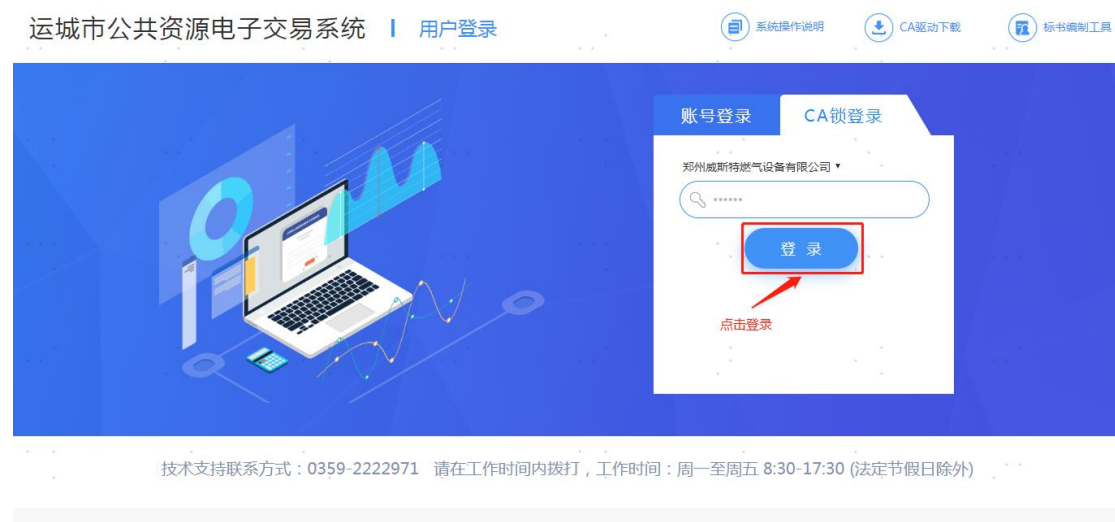 运城市公共资源电子交易系统 用户登录 系统操作说明 CA驱动下载 标书编制工具
账号登录 CA锁登录
郑州威斯特燃气设备有限公司
登 录
点击登录
技术支持联系方式：0359-2222971 请在工作时间内拨打，工作时间：周一至周五 8:30-17:30 (法定节假日除外)